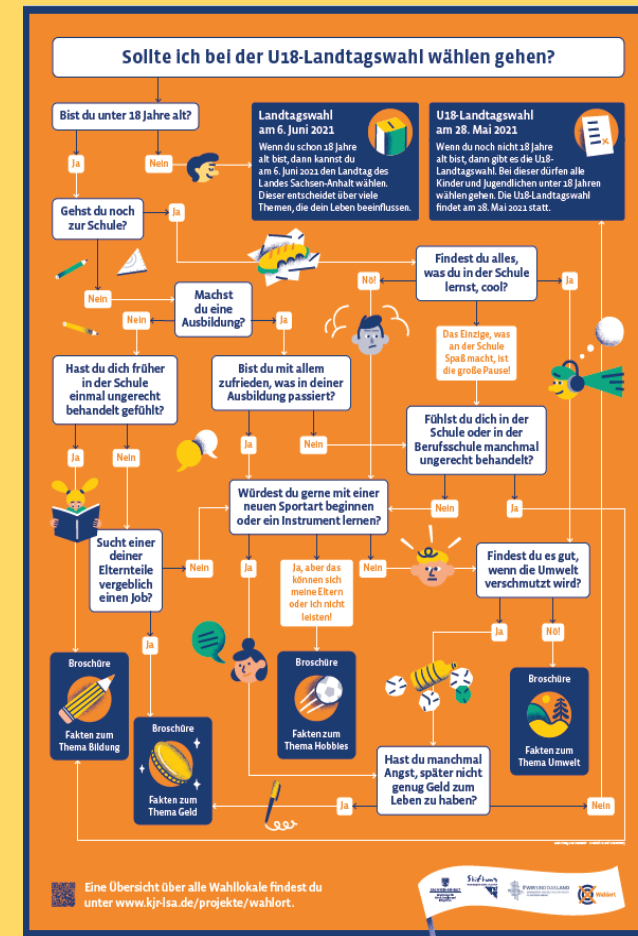 Sollte ich bei der U18-Landtagswahl wählen gehen?
Bist du unter 18 Jahre alt?
Landtagswahl
am 6. Juni 2021
Wenn du schon 18 Jahre
alt bist, dann kannst du
am 6. Juni 2021 den Landtag des
Landes Sachsen-Anhalt wählen.
Dieser entscheidet über viele
Themen, die dein Leben beeinflussen.
U18-Landtagswahl
am 28. Mai 2021
Wenn du noch nicht 18 Jahre
alt bist, dann gibt es die U18-
Landtagswahl. Bei dieser dürfen alle
Kinder und Jugendlichen unter 18 Jahren
wählen gehen. Die U18-Landtagswahl
findet am 28. Mai 2021 statt.
Ja
Nein
Gehst du noch
zur Schule?
Ja
Nein
Findest du alles,
was du in der Schule
lernst, cool?
Nö!
Ja
Machst
du eine
Ausbildung?
Nein
Ja
Das Einzige, was
an der Schule
Spaß macht, ist
die große Pause!
Hast du dich früher
in der Schule
einmal ungerecht
behandelt gefühlt?
Bist du mit allem
zufrieden, was in deiner
Ausbildung passiert?
Fühlst du dich in der
Schule oder in der
Berufsschule manchmal
ungerecht behandelt?
Ja
Nein
Ja
Nein
Würdest du gerne mit einer
neuen Sportart beginnen
oder ein Instrument lernen?
Nein
Ja
Sucht einer
deiner
Elternteile
vergeblich
einen Job?
Nein
Ja
Ja, aber das
können sich
meine Eltern
oder ich nicht
leisten!
Nein
Findest du es gut,
wenn die Umwelt
verschmutzt wird?
Ja
Ja
Nö!
Broschüre
Fakten zum
Thema Bildung
Broschüre
Fakten zum
Thema Geld
Broschüre
Fakten zum
Thema Hobbies
Broschüre
Fakten zum
Thema Umwelt
Hast du manchmal
Angst, später nicht
genug Geld zum
Leben zu haben?
Ja
Nein
Eine Übersicht über alle Wahllokale findest du
unter www.kjr-lsa.de/projekte/wahlort.
Stiftung
WIR SIND DAS LAND
Wahlort